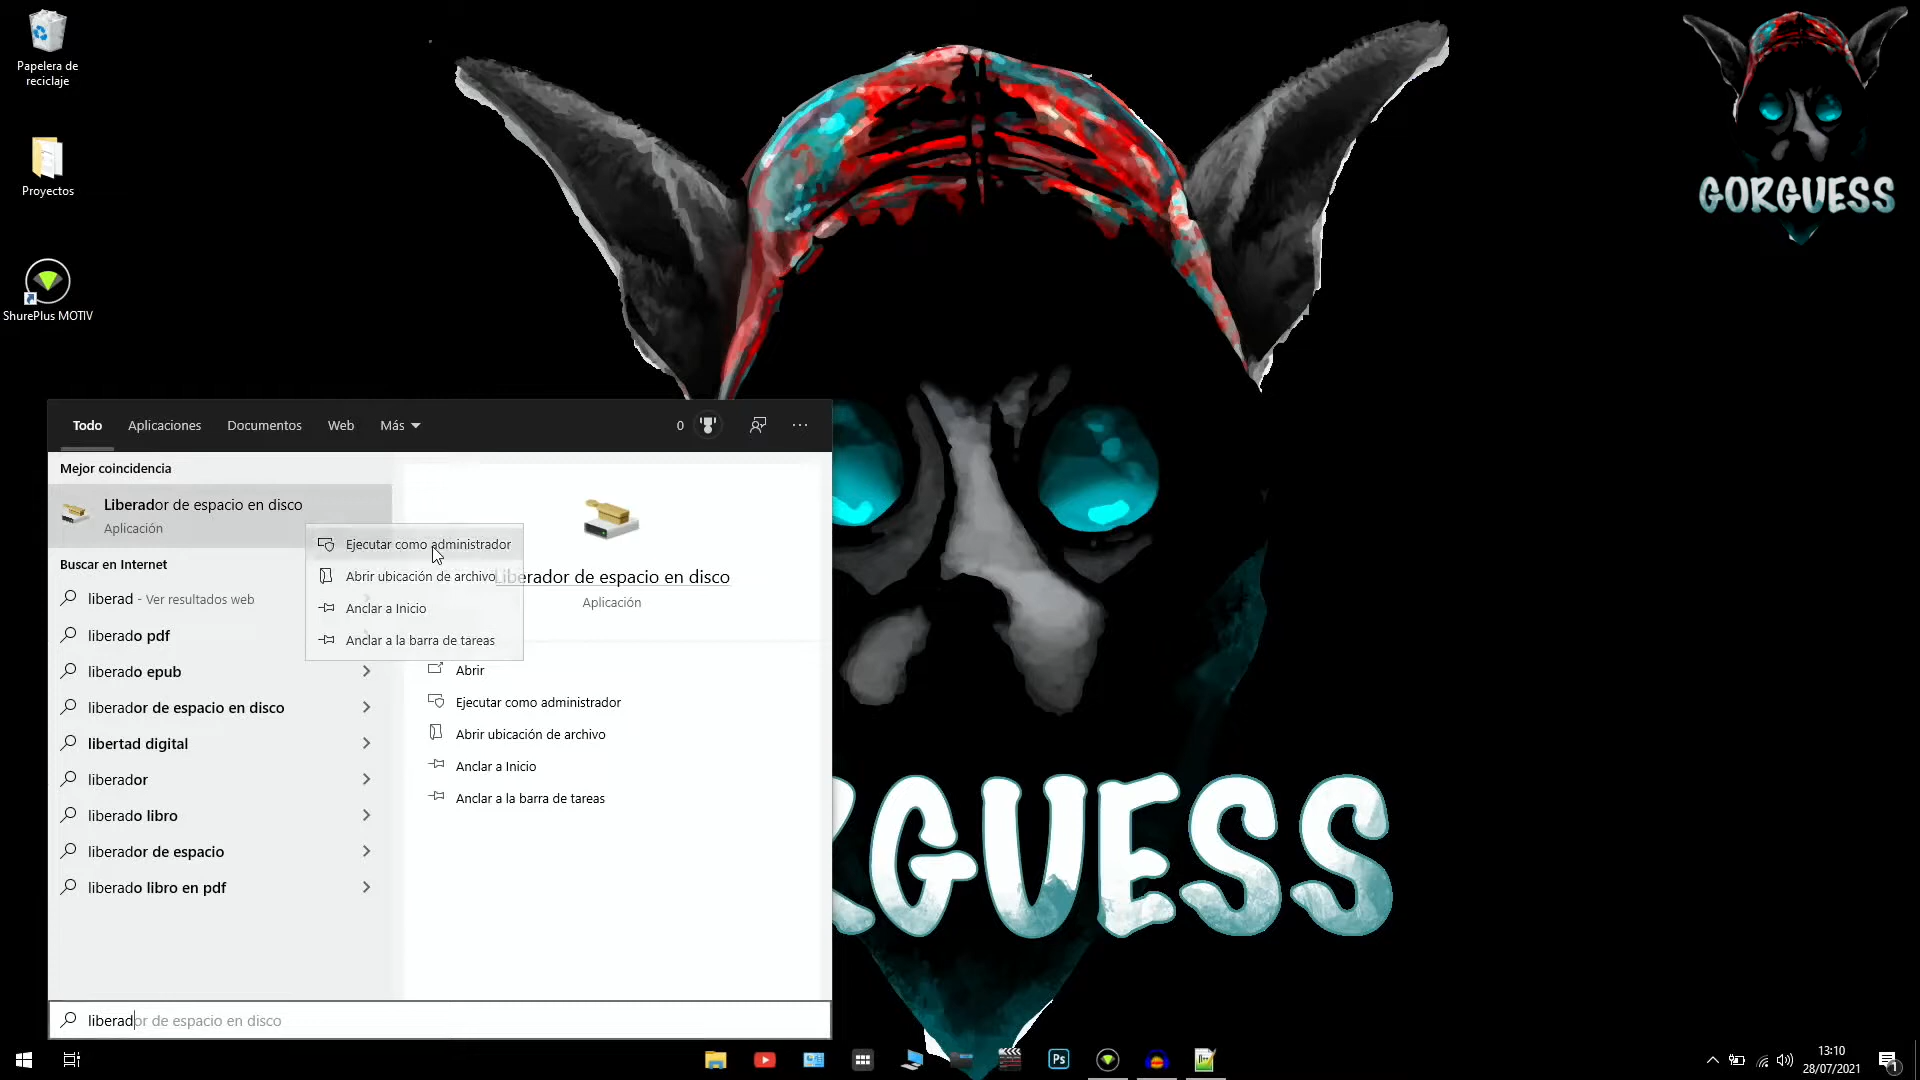 Papelera de
reciclaje
Proyectos
ShurePlus MOTIV
GORGUESS
Todo
Aplicaciones
Documentos
Web
Más
0
Mejor coincidencia
Liberador de espacio en disco
Aplicación
Ejecutar como administrador
Abrir ubicación de archivo
Anclar a Inicio
Anclar a la barra de tareas
Buscar en Internet
liberad - Ver resultados web
liberado pdf
liberado epub
liberador de espacio en disco
libertad digital
liberador
liberado libro
liberador de espacio
liberado libro en pdf
Liberador de espacio en disco
Aplicación
Abrir
Ejecutar como administrador
Abrir ubicación de archivo
Anclar a Inicio
Anclar a la barra de tareas
GUESS
liberador de espacio en disco
Ps
13:10
28/07/2021
1